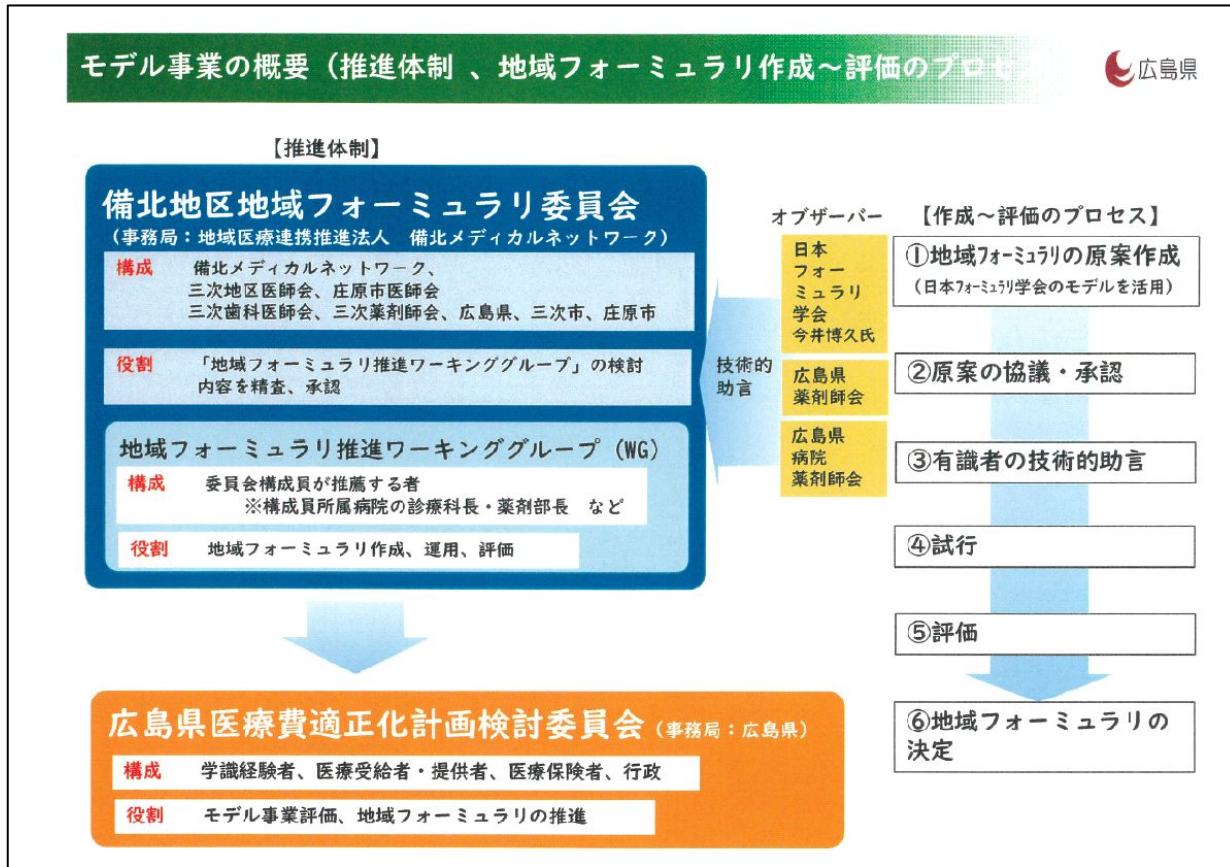 モデル事業の概要（推進体制 、地域フォーミュラリ作成～評価のプロセス
広島県
【推進体制】
備北地区地域フォーミュラリ委員会
（事務局：地域医療連携推進法人　備北メディカルネットワーク）
構成　備北メディカルネットワーク、
三次地区医師会、庄原市医師会
三次歯科医師会、三次薬剤師会、広島県、三次市、庄原市
役割　「地域フォーミュラリ推進ワーキンググループ」の検討
内容を精査、承認
地域フォーミュラリ推進ワーキンググループ（WG）
構成　委員会構成員が推薦する者
※構成員所属病院の診療科長・薬剤部長　など
役割　地域フォーミュラリ作成、運用、評価
技術的
助言
オブザーバー
日本
フォー
ミュラリ
学会
今井博久氏
広島県
薬剤師会
広島県
病院
薬剤師会
【作成～評価のプロセス】
①地域フォーミュラリの原案作成
（日本フォーミュラリ学会のモデルを活用）
②原案の協議・承認
③有識者の技術的助言
④試行
⑤評価
⑥地域フォーミュラリの
決定
広島県医療費適正化計画検討委員会（事務局：広島県）
構成　学識経験者、医療受給者・提供者、医療保険者、行政
役割　モデル事業評価、地域フォーミュラリの推進